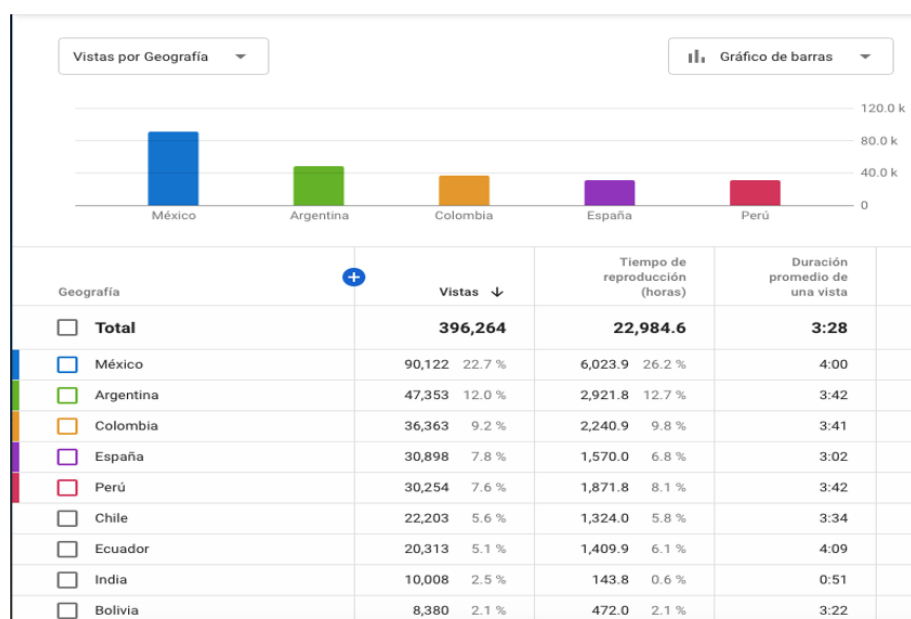 Vistas por Geografía
Gráfico de barras
120.0 k
80.0 k
40.0 k
0
México Argentina Colombia España Perú
Geografía
Vistas
Tiempo de
reproducción
(horas)
Duración
promedio de
una vista
Total 396,264 22,984.6 3:28
México 90,122 22.7 % 6,023.9 26.2 % 4:00
Argentina 47,353 12.0 % 2,921.8 12.7 % 3:42
Colombia 36,363 9.2 % 2,240.9 9.8 % 3:41
España 30,898 7.8 % 1,570.0 6.8 % 3:02
Perú 30,254 7.6 % 1,871.8 8.1 % 3:42
Chile 22,203 5.6 % 1,324.0 5.8 % 3:34
Ecuador 20,313 5.1 % 1,409.9 6.1 % 4:09
India 10,008 2.5 % 143.8 0.6 % 0:51
Bolivia 8,380 2.1 % 472.0 2.1 % 3:22